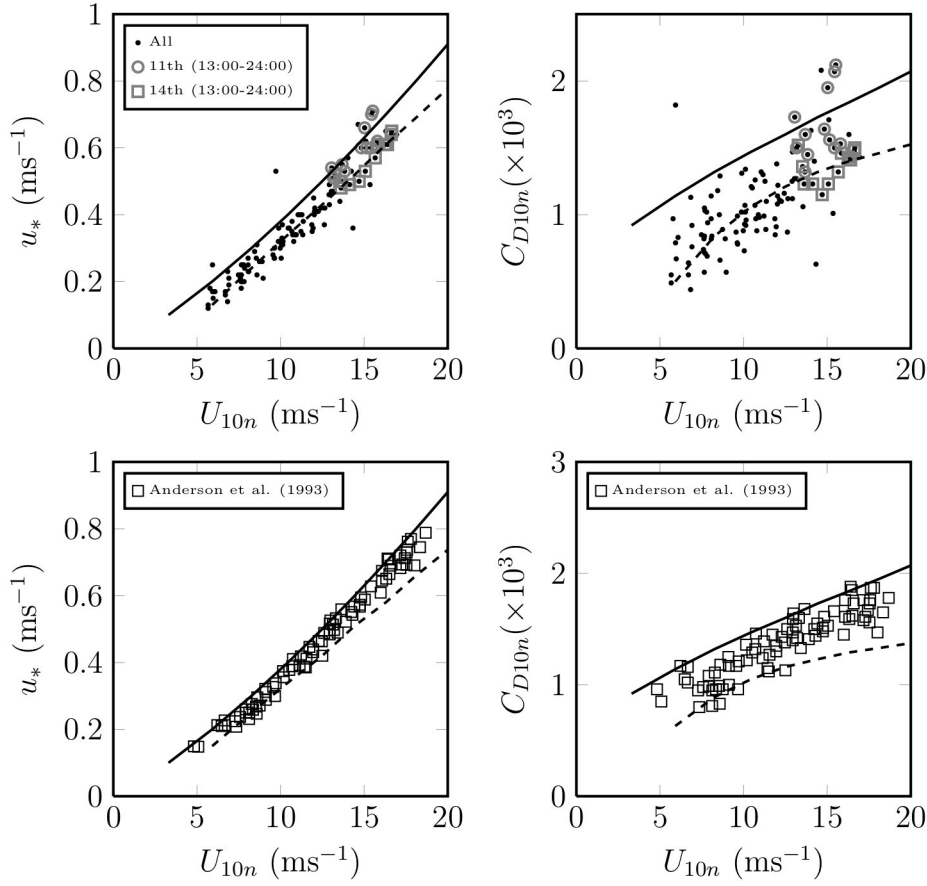 1
0.8
0.6
0.4
0.2
0
0 5 10 15 20
u* (ms−1)
U10n (ms−1)
All
11th (13:00-24:00)
14th (13:00-24:00)
3
2
1
0
0 5 10 15 20
CD10n(×10³)
U10n (ms−1)
1
0.8
0.6
0.4
0.2
0
0 5 10 15 20
u* (ms−1)
U10n (ms−1)
Anderson et al. (1993)
3
2
1
0
0 5 10 15 20
CD10n(×10³)
U10n (ms−1)
Anderson et al. (1993)